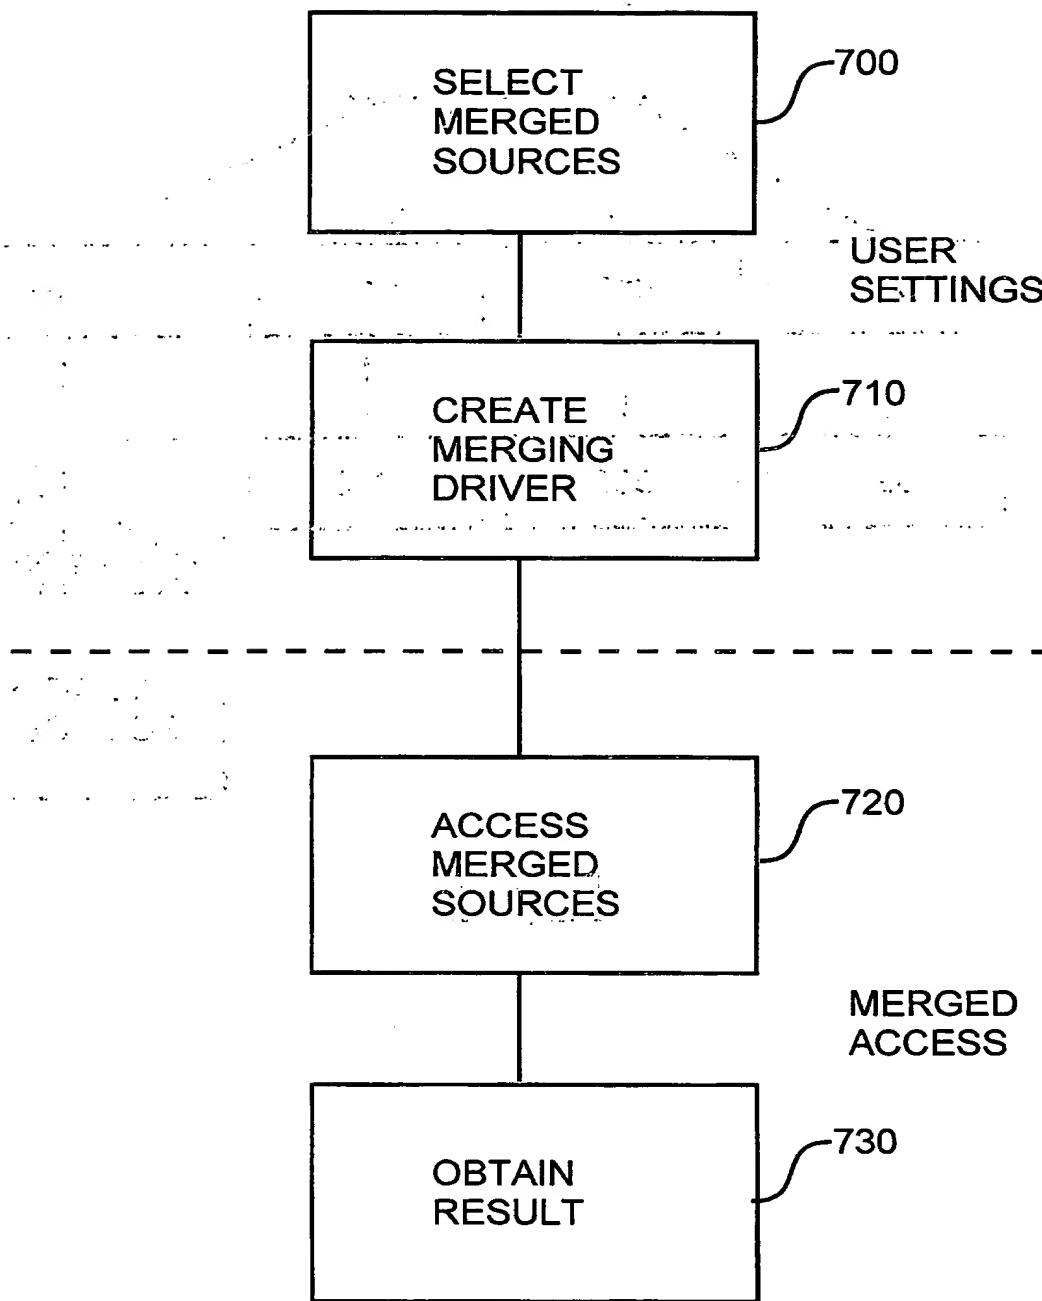 SELECT
MERGED
SOURCES
700
USER
SETTINGS
CREATE
MERGING
DRIVER
710
ACCESS
MERGED
SOURCES
720
MERGED
ACCESS
OBTAIN
RESULT
730